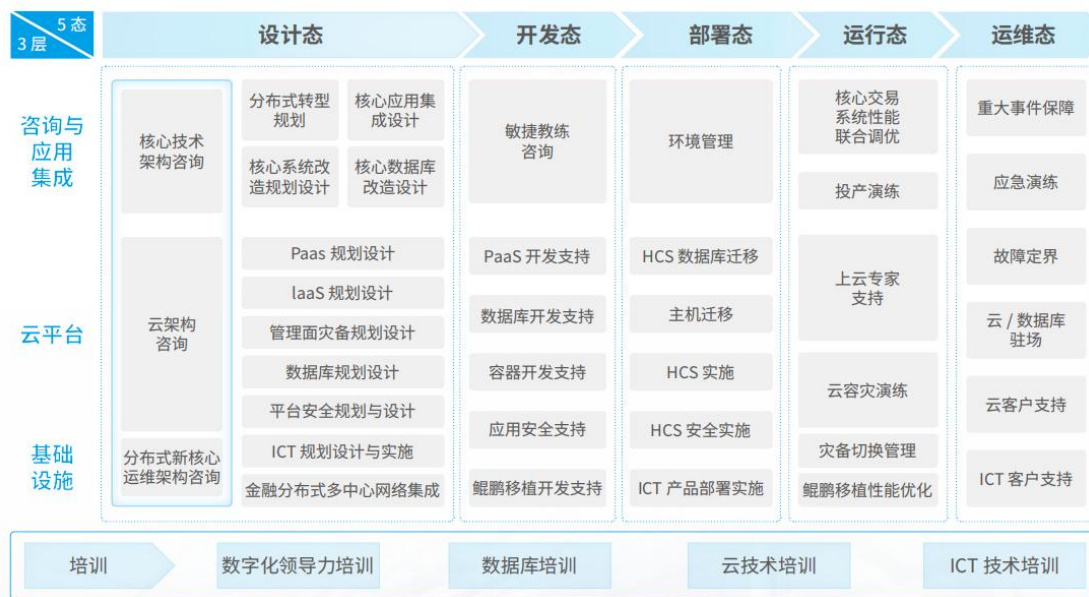 5 态
3 层
设计态
开发态
部署态
运行态
运维态
咨询与
应用
集成
核心技术
架构咨询
分布式转型
规划
核心应用集
成设计
核心系统改
造规划设计
核心数据库
改造设计
敏捷教练
咨询
环境管理
核心交易
系统性能
联合调优
投产演练
重大事件保障
应急演练
云平台
云架构
咨询
Paas 规划设计
laaS 规划设计
管理面灾备规划设计
数据库规划设计
平台安全规划与设计
PaaS 开发支持
数据库开发支持
容器开发支持
应用安全支持
HCS 数据库迁移
主机迁移
HCS 实施
HCS 安全实施
上云专家
支持
云容灾演练
故障定界
云 / 数据库
驻场
云客户支持
基础
设施
分布式新核心
运维架构咨询
ICT 规划设计与实施
金融分布式多中心网络集成
鲲鹏移植开发支持
ICT 产品部署实施
灾备切换管理
鲲鹏移植性能优化
ICT 客户支持
培训
数字化领导力培训
数据库培训
云技术培训
ICT 技术培训